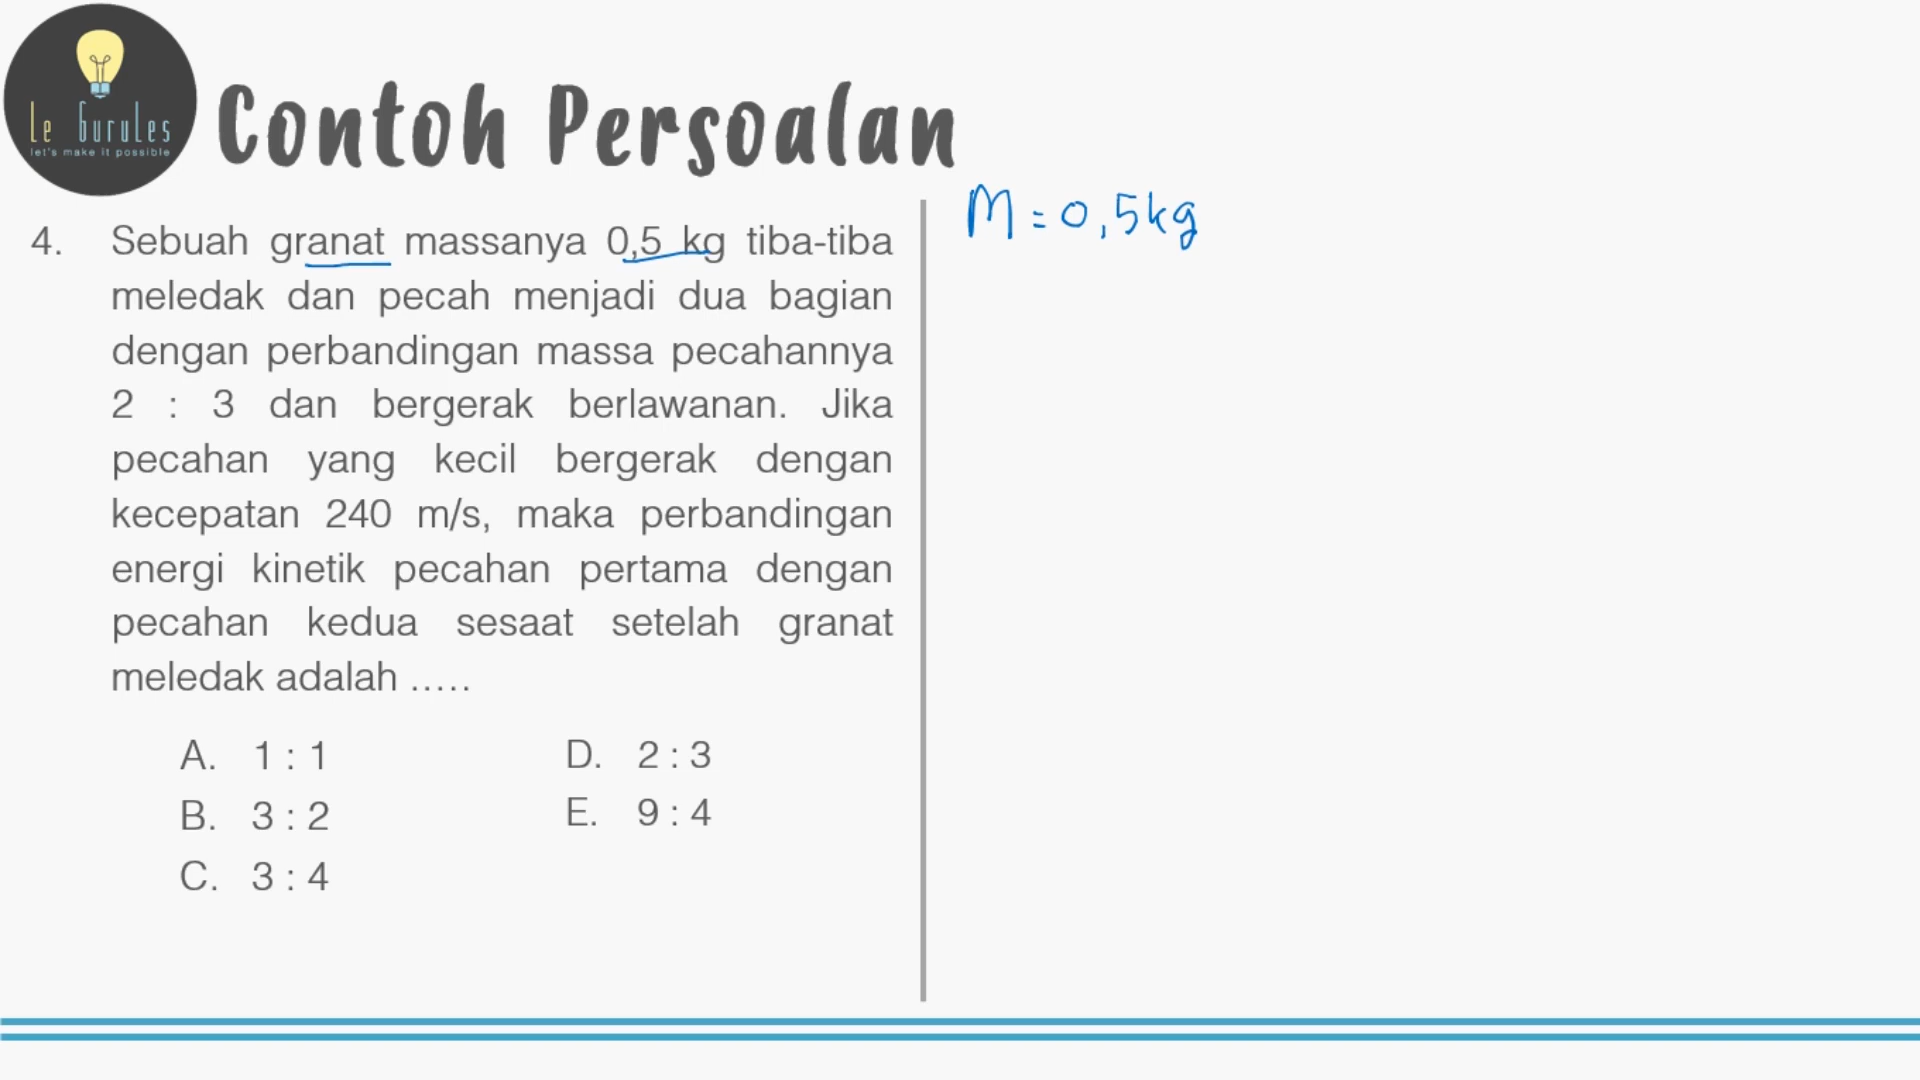 Le Gurules
let's make it possible
Contoh Persoalan
M = 0,5 kg
4. Sebuah granat massanya 0,5 kg tiba-tiba
meledak dan pecah menjadi dua bagian
dengan perbandingan massa pecahannya
2 : 3 dan bergerak berlawanan. Jika
pecahan yang kecil bergerak dengan
kecepatan 240 m/s, maka perbandingan
energi kinetik pecahan pertama dengan
pecahan kedua sesaat setelah granat
meledak adalah .....
A. 1 : 1
B. 3 : 2
C. 3 : 4
D. 2 : 3
E. 9 : 4